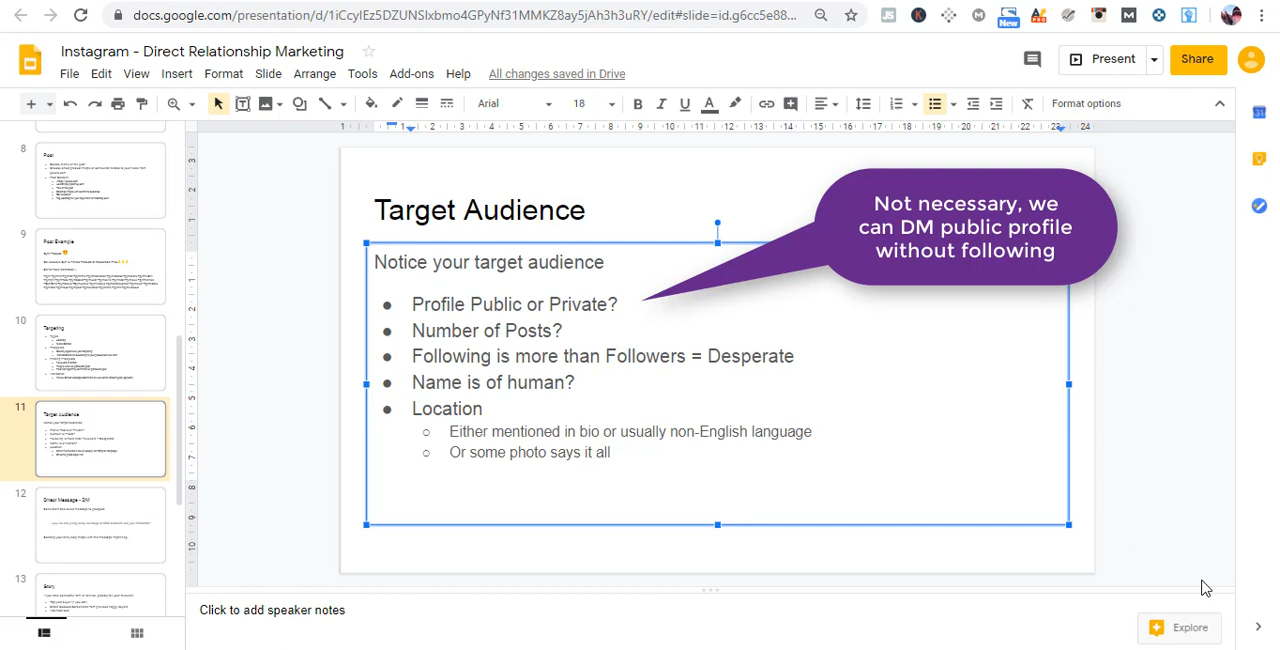 docs.google.com/presentation/d/1iCcyIEz5DZUNSIxbmo4GPyNf31MMKZ8ay5jAh3h3uRY/edit#slide=id.g6cc5e88...
New
Instagram - Direct Relationship Marketing
File Edit View Insert Format Slide Arrange Tools Add-ons Help All changes saved in Drive
Present
Share
Arial 18
Format options
8
Post
9
Post Example
10
Targeting
11
Target Audience
12
Direct Message - DM
13
Story
Target Audience
Not necessary, we
can DM public profile
without following
Notice your target audience
● Profile Public or Private?
● Number of Posts?
● Following is more than Followers = Desperate
● Name is of human?
● Location
○ Either mentioned in bio or usually non-English language
○ Or some photo says it all
Click to add speaker notes
Explore